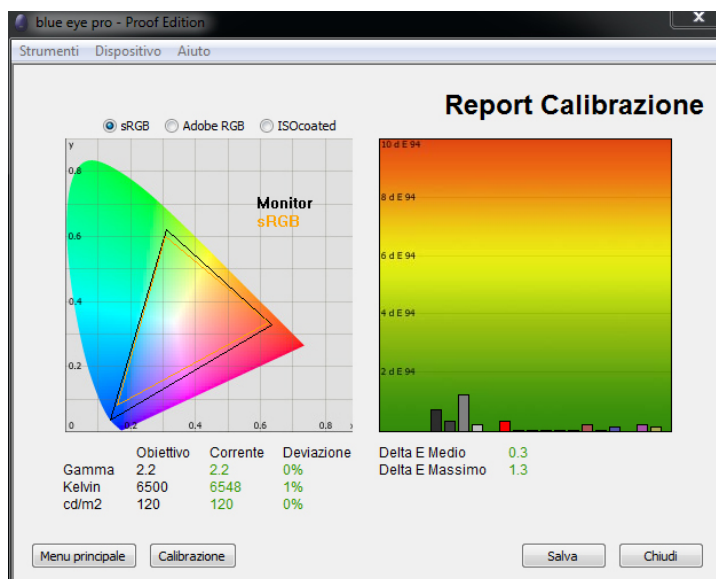 blue eye pro - Proof Edition
x
Strumenti Dispositivo Aiuto
Report Calibrazione
sRGB Adobe RGB ISOcoated
y
0.8
0.6
0.4
0.2
0 0.2 0.4 0.6 0.8 x
Monitor
sRGB
10 d E 94
8 d E 94
6 d E 94
4 d E 94
2 d E 94
Obiettivo Corrente Deviazione
Gamma 2.2 2.2 0%
Kelvin 6500 6548 1%
cd/m2 120 120 0%
Delta E Medio 0.3
Delta E Massimo 1.3
Menu principale Calibrazione Salva Chiudi